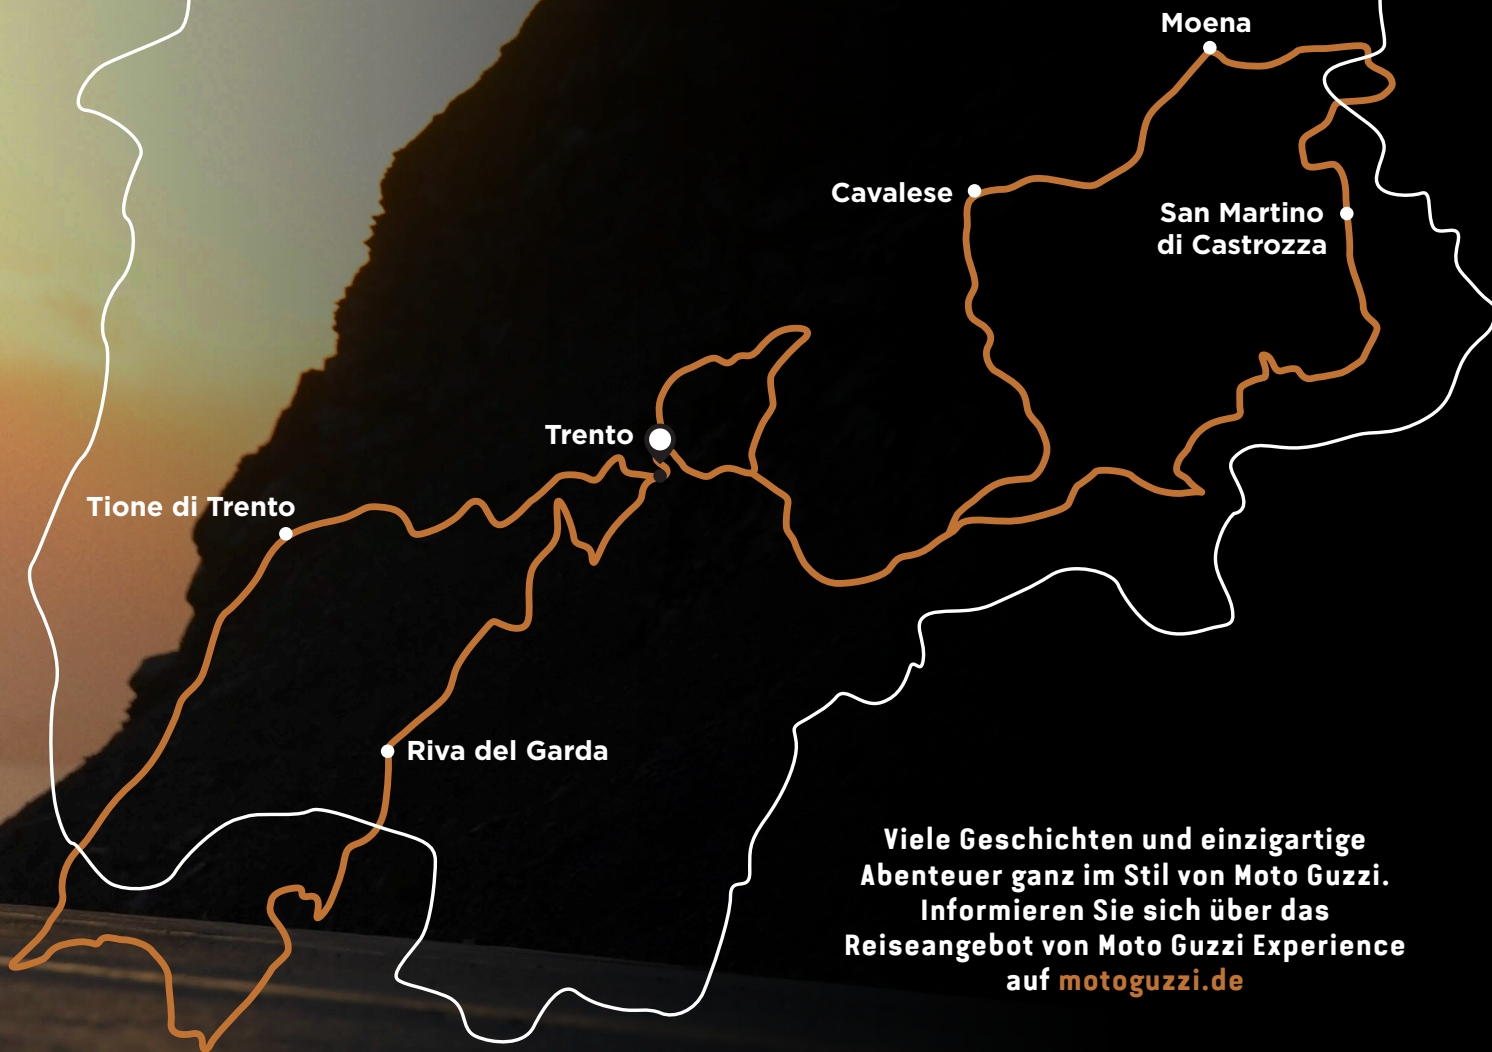 Moena
Cavalese
San Martino
di Castrozza
Trento
Tione di Trento
Riva del Garda
Viele Geschichten und einzigartige
Abenteuer ganz im Stil von Moto Guzzi.
Informieren Sie sich über das
Reiseangebot von Moto Guzzi Experience
auf motoguzzi.de